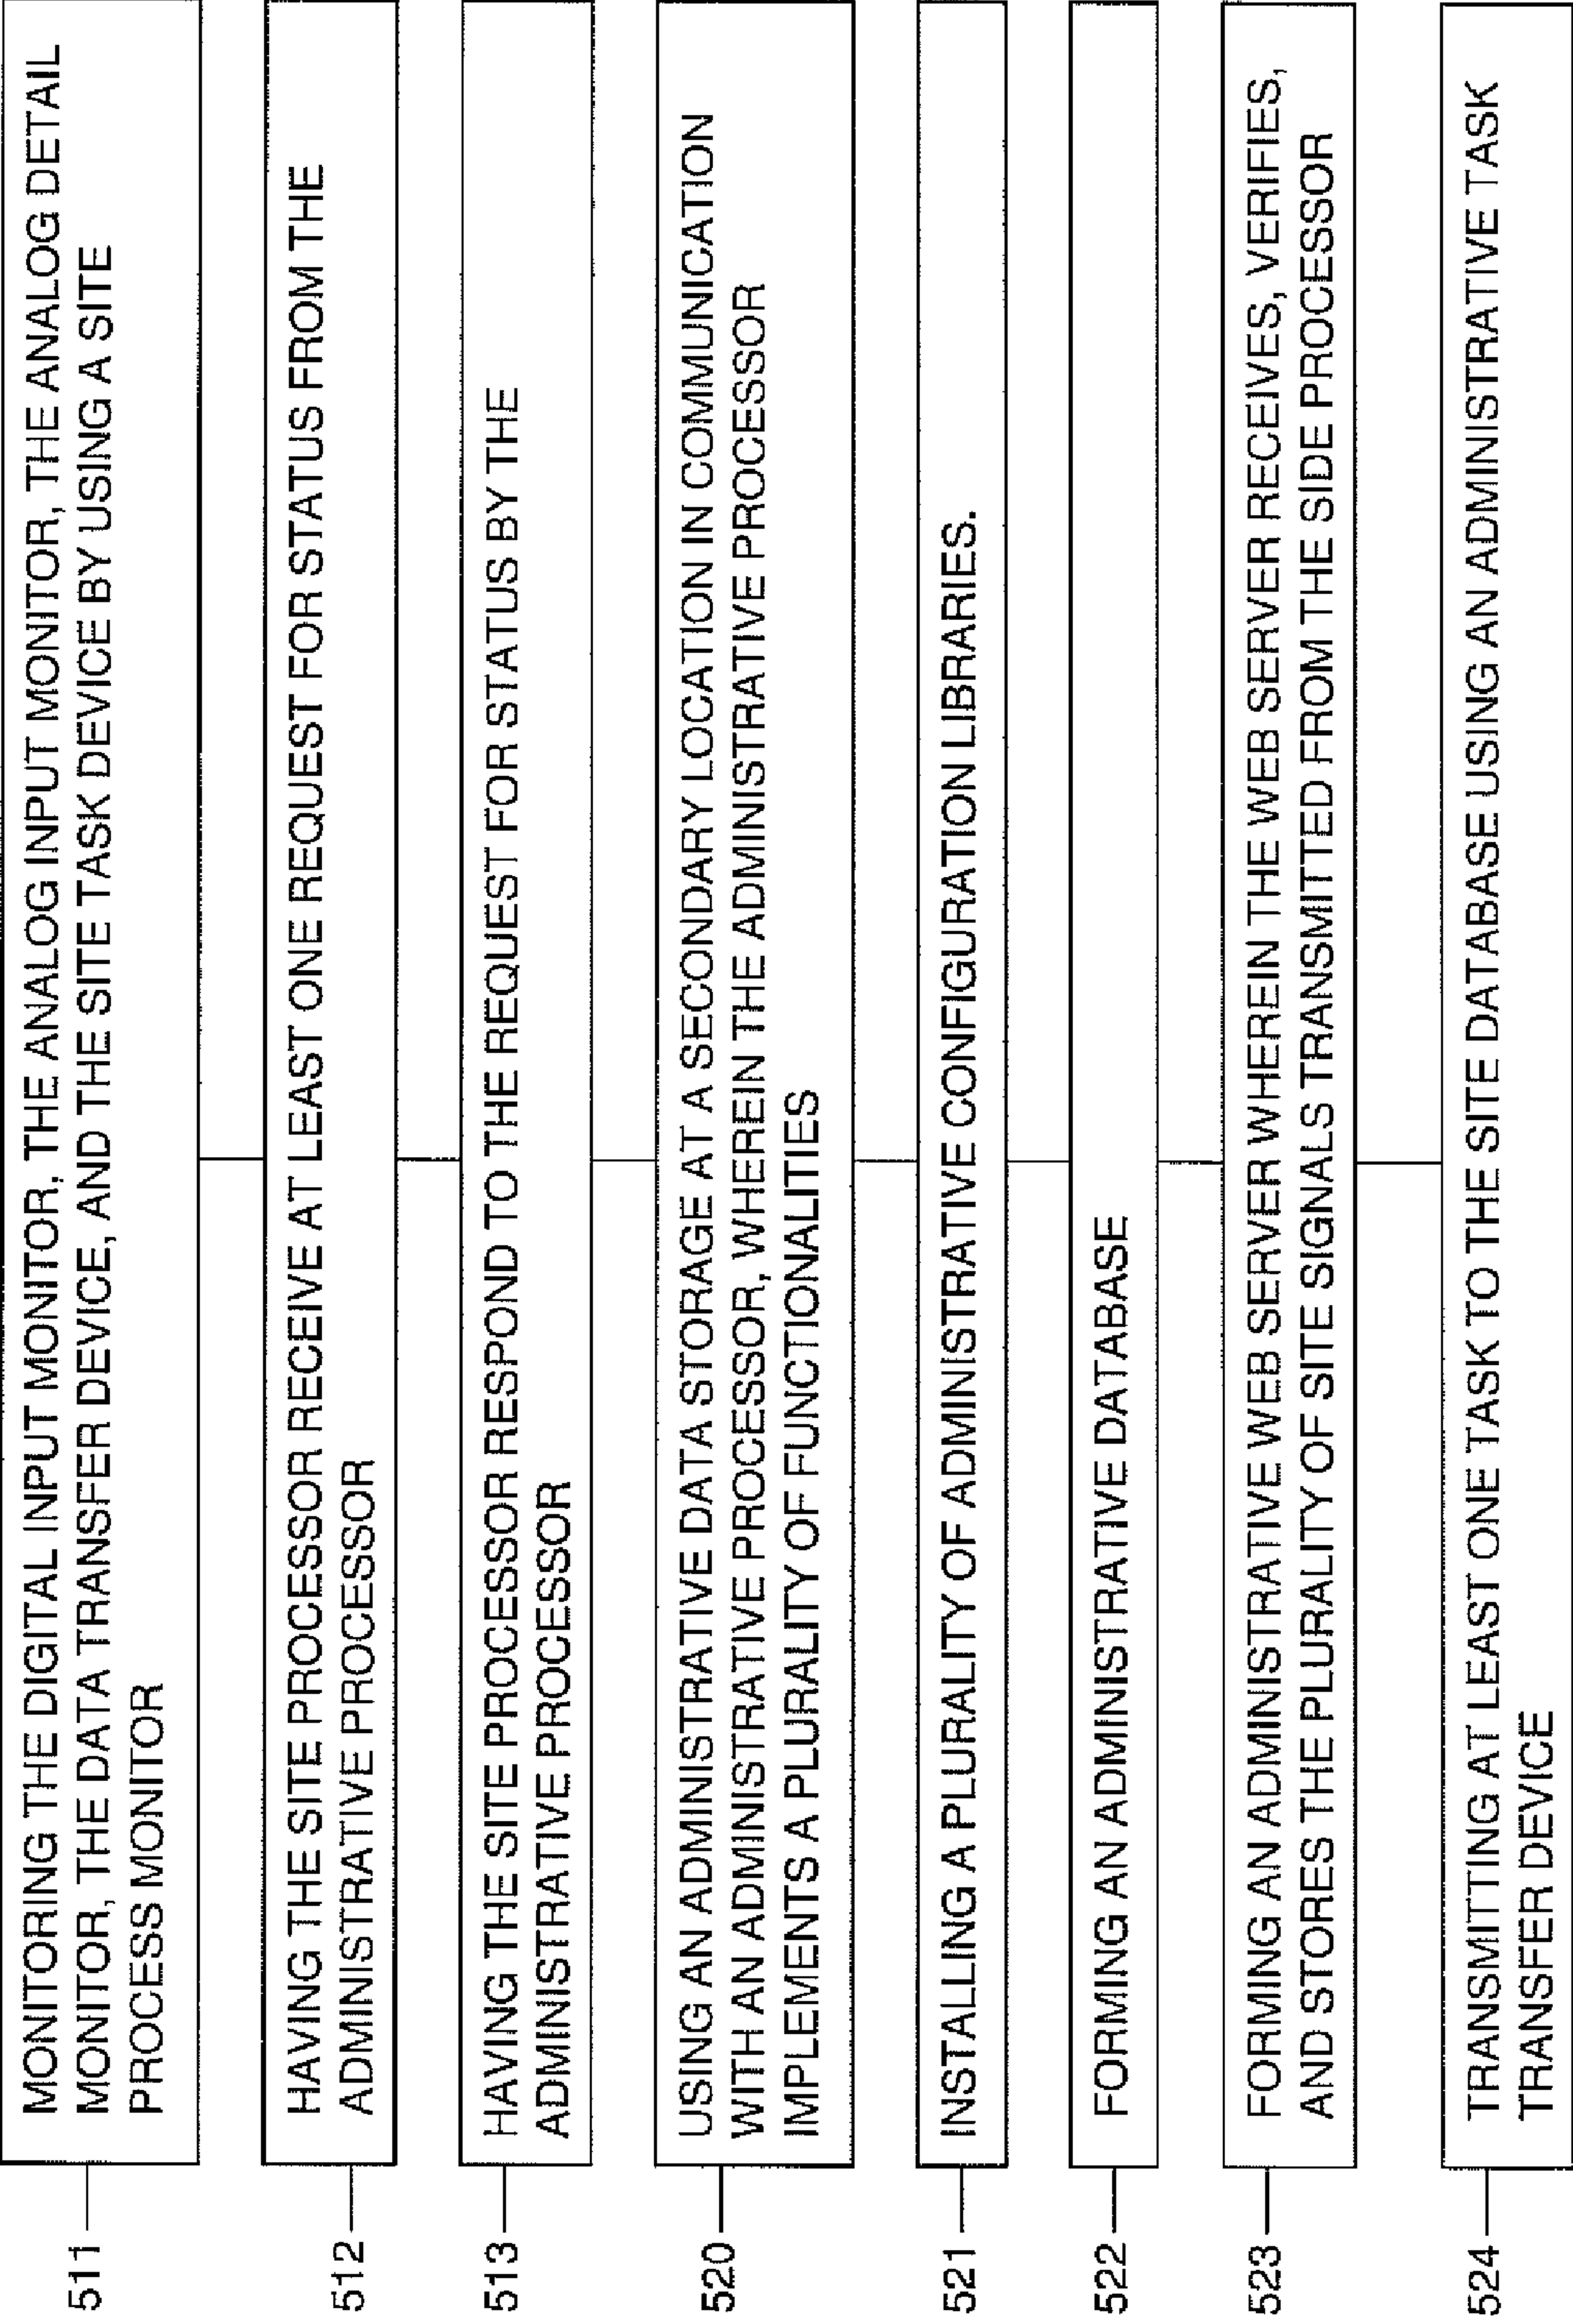 511
MONITORING THE DIGITAL INPUT MONITOR, THE ANALOG INPUT MONITOR, THE ANALOG DETAIL
MONITOR, THE DATA TRANSFER DEVICE, AND THE SITE TASK DEVICE BY USING A SITE
PROCESS MONITOR
512
HAVING THE SITE PROCESSOR RECEIVE AT LEAST ONE REQUEST FOR STATUS FROM THE
ADMINISTRATIVE PROCESSOR
513
HAVING THE SITE PROCESSOR RESPOND TO THE REQUEST FOR STATUS BY THE
ADMINISTRATIVE PROCESSOR
520
USING AN ADMINISTRATIVE DATA STORAGE AT A SECONDARY LOCATION IN COMMUNICATION
WITH AN ADMINISTRATIVE PROCESSOR, WHEREIN THE ADMINISTRATIVE PROCESSOR
IMPLEMENTS A PLURALITY OF FUNCTIONALITIES
521
INSTALLING A PLURALITY OF ADMINISTRATIVE CONFIGURATION LIBRARIES.
522
FORMING AN ADMINISTRATIVE DATABASE
523
FORMING AN ADMINISTRATIVE WEB SERVER WHEREIN THE WEB SERVER RECEIVES, VERIFIES,
AND STORES THE PLURALITY OF SITE SIGNALS TRANSMITTED FROM THE SIDE PROCESSOR
524
TRANSMITTING AT LEAST ONE TASK TO THE SITE DATABASE USING AN ADMINISTRATIVE TASK
TRANSFER DEVICE